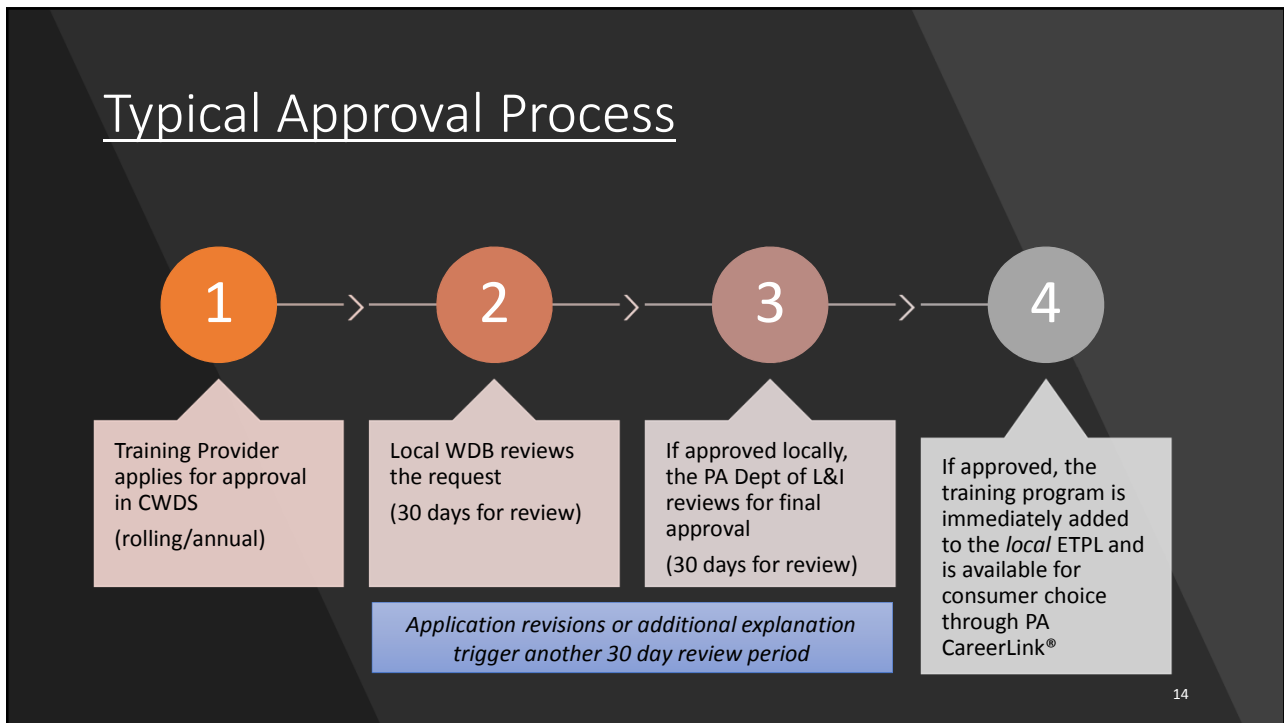 Typical Approval Process
1
2
3
4
Training Provider
applies for approval
in CWDS
(rolling/annual)
Local WDB reviews
the request
(30 days for review)
If approved locally,
the PA Dept of L&I
reviews for final
approval
(30 days for review)
If approved, the
training program is
immediately added
to the local ETPL and
is available for
consumer choice
through PA
CareerLink®
Application revisions or additional explanation
trigger another 30 day review period
14